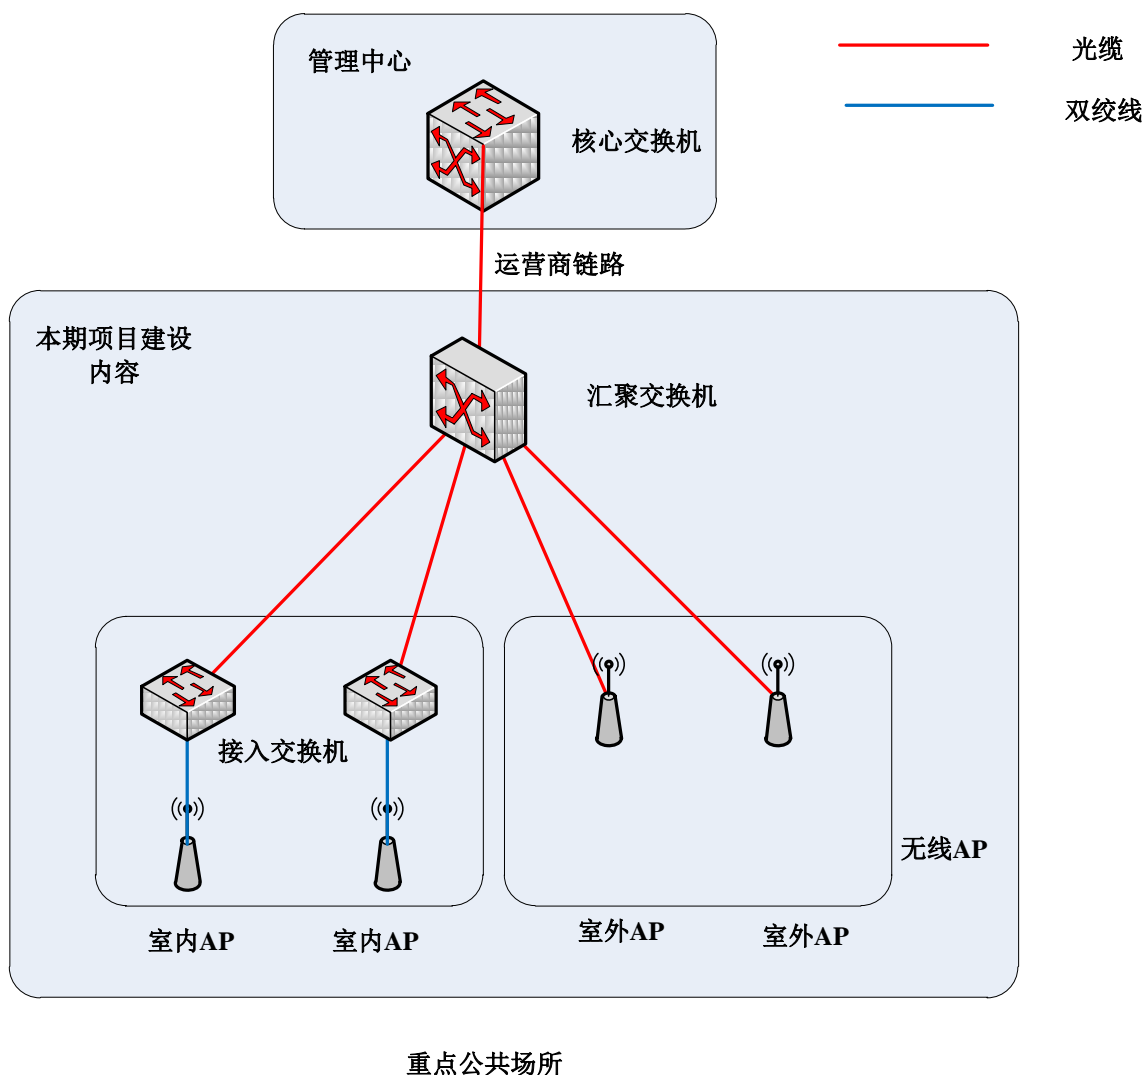 管理中心
光缆
双绞线
核心交换机
运营商链路
本期项目建设
内容
汇聚交换机
接入交换机
无线AP
室内AP
室内AP
室外AP
室外AP
重点公共场所